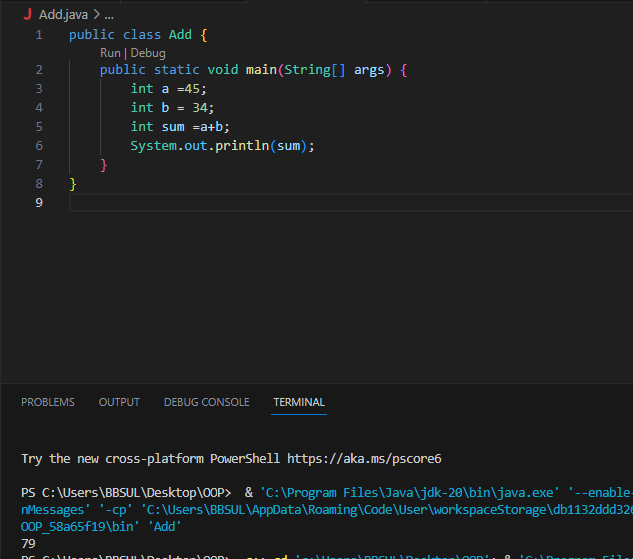 J Add.java > ...
1 public class Add {
Run | Debug
2 public static void main(String[] args) {
3 int a =45;
4 int b = 34;
5 int sum =a+b;
6 System.out.println(sum);
7 }
8 }
9
PROBLEMS OUTPUT DEBUG CONSOLE TERMINAL
Try the new cross-platform PowerShell https://aka.ms/pscore6
PS C:\Users\BBSUL\Desktop\OOP> & 'C:\Program Files\Java\jdk-20\bin\java.exe' '--enable-
nMessages' '-cp' 'C:\Users\BBSUL\AppData\Roaming\Code\User\workspaceStorage\db1132ddd326
OOP_58a65f19\bin' 'Add'
79